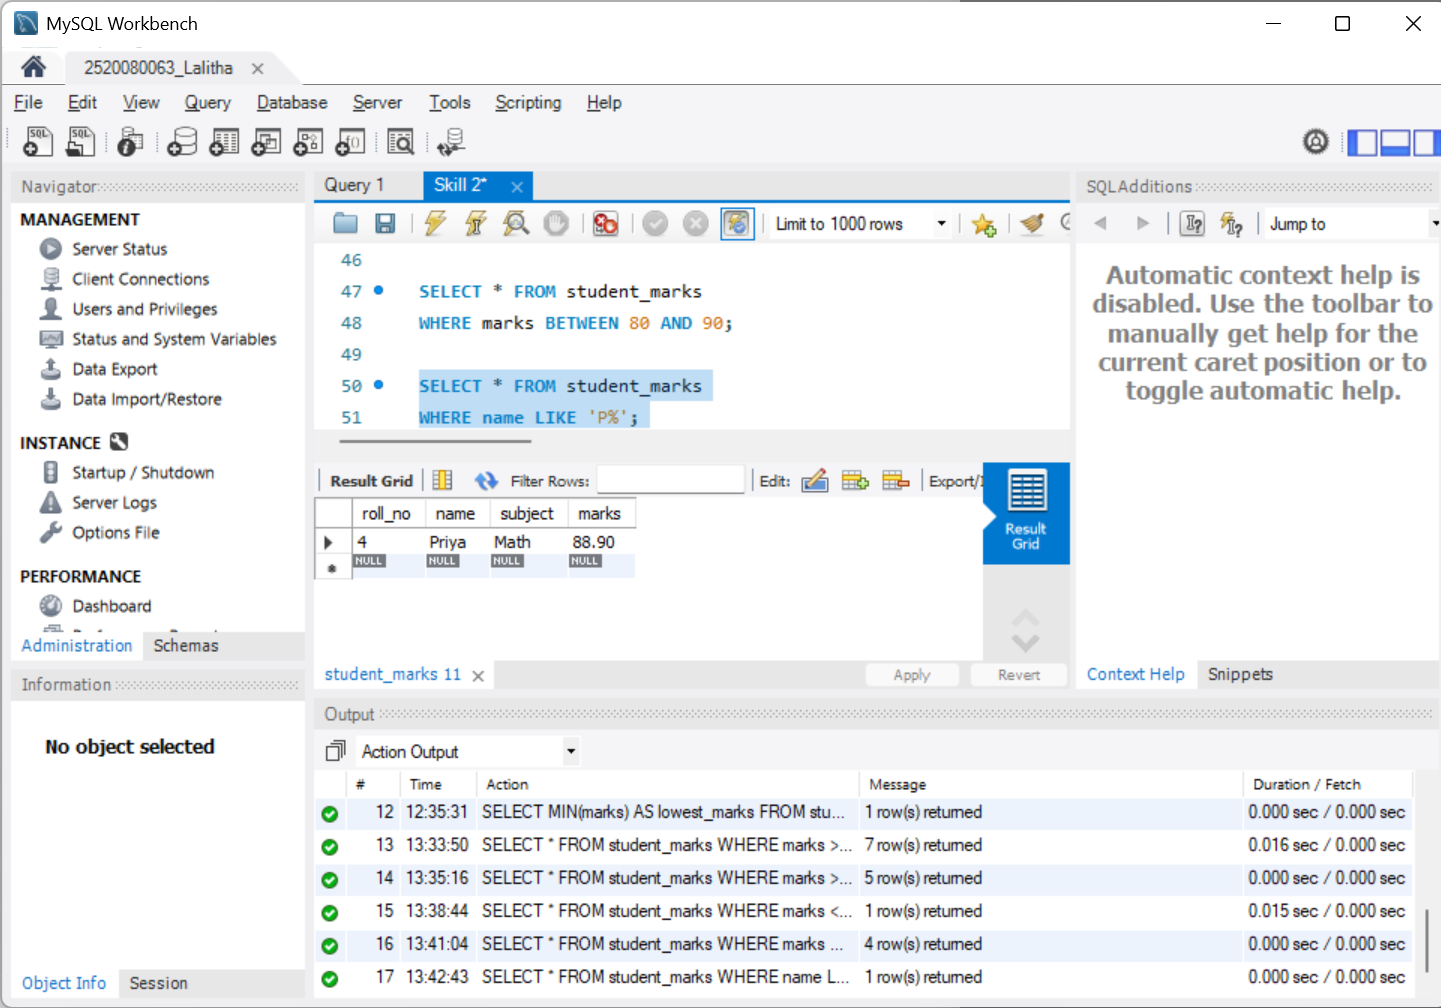 MySQL Workbench
2520080063_Lalitha
File Edit View Query Database Server Tools Scripting Help
Navigator
MANAGEMENT
Server Status
Client Connections
Users and Privileges
Status and System Variables
Data Export
Data Import/Restore
INSTANCE
Startup / Shutdown
Server Logs
Options File
PERFORMANCE
Dashboard
Administration Schemas
Information
No object selected
Object Info Session
Query 1 Skill 2*
Limit to 1000 rows
46
47 SELECT * FROM student_marks
48 WHERE marks BETWEEN 80 AND 90;
49
50 SELECT * FROM student_marks
51 WHERE name LIKE 'P%';
Result Grid Filter Rows: Edit: Export/I
roll_no name subject marks
4 Priya Math 88.90
NULL NULL NULL NULL
Result
Grid
student_marks 11 Apply Revert
SQLAdditions
Jump to
Automatic context help is
disabled. Use the toolbar to
manually get help for the
current caret position or to
toggle automatic help.
Context Help Snippets
Output
Action Output
# Time Action Message Duration / Fetch
12 12:35:31 SELECT MIN(marks) AS lowest_marks FROM stu... 1 row(s) returned 0.000 sec / 0.000 sec
13 13:33:50 SELECT * FROM student_marks WHERE marks >... 7 row(s) returned 0.016 sec / 0.000 sec
14 13:35:16 SELECT * FROM student_marks WHERE marks >... 5 row(s) returned 0.000 sec / 0.000 sec
15 13:38:44 SELECT * FROM student_marks WHERE marks <... 1 row(s) returned 0.015 sec / 0.000 sec
16 13:41:04 SELECT * FROM student_marks WHERE marks ... 4 row(s) returned 0.000 sec / 0.000 sec
17 13:42:43 SELECT * FROM student_marks WHERE name L... 1 row(s) returned 0.000 sec / 0.000 sec